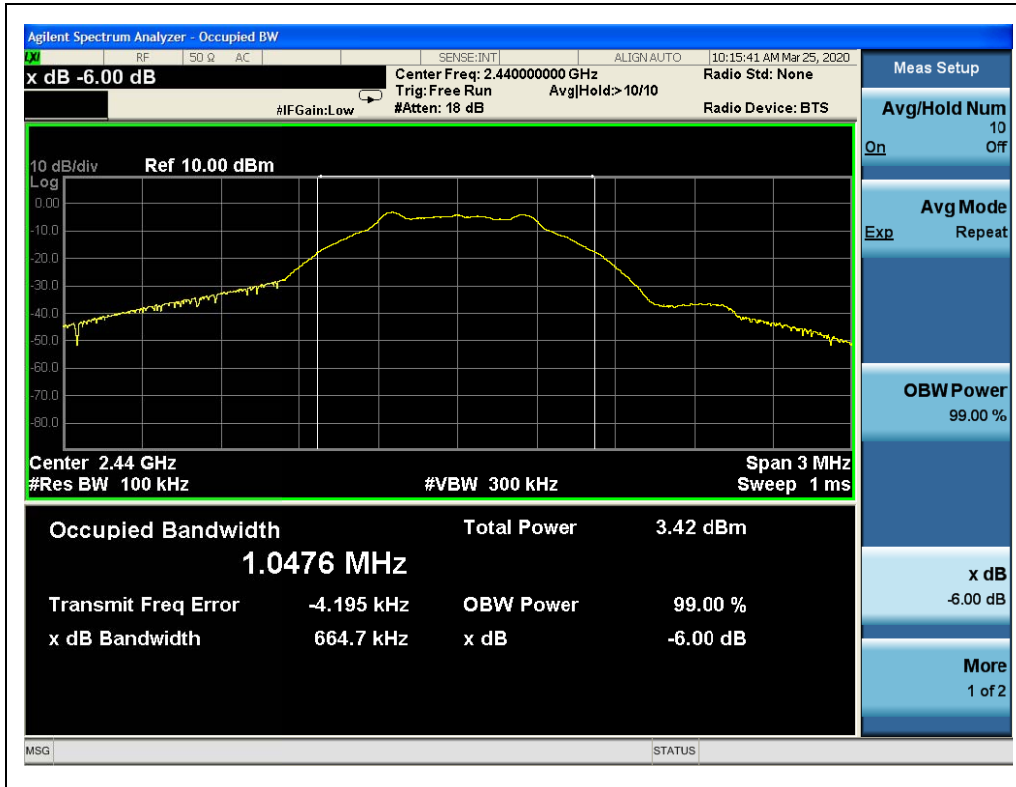 Agilent Spectrum Analyzer - Occupied BW
LXI RF 50 Ω AC SENSE:INT ALIGN AUTO 10:15:41 AM Mar 25, 2020
x dB -6.00 dB
Center Freq: 2.440000000 GHz
Radio Std: None
Trig: Free Run Avg|Hold:> 10/10
#IFGain:Low #Atten: 18 dB Radio Device: BTS
10 dB/div Ref 10.00 dBm
Log
0.00
-10.0
-20.0
-30.0
-40.0
-50.0
-60.0
-70.0
-80.0
Center 2.44 GHz Span 3 MHz
#Res BW 100 kHz #VBW 300 kHz Sweep 1 ms
Occupied Bandwidth Total Power 3.42 dBm
1.0476 MHz
Transmit Freq Error -4.195 kHz OBW Power 99.00 %
x dB Bandwidth 664.7 kHz x dB -6.00 dB
MSG STATUS
Meas Setup
Avg/Hold Num
10
On Off
Avg Mode
Exp Repeat
OBW Power
99.00 %
x dB
-6.00 dB
More
1 of 2